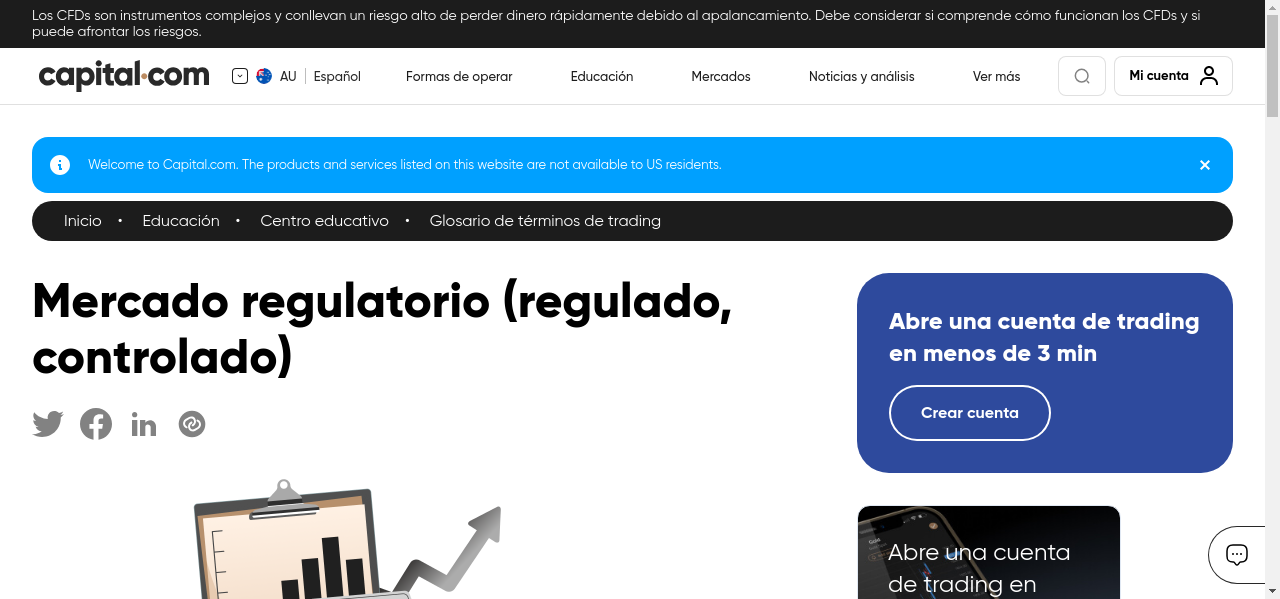 Los CFDs son instrumentos complejos y conllevan un riesgo alto de perder dinero rápidamente debido al apalancamiento. Debe considerar si comprende cómo funcionan los CFDs y si
puede afrontar los riesgos.
capital.com
AU
Español
Formas de operar
Educación
Mercados
Noticias y análisis
Ver más
Mi cuenta
Welcome to Capital.com. The products and services listed on this website are not available to US residents.
Inicio • Educación • Centro educativo • Glosario de términos de trading
Mercado regulatorio (regulado,
controlado)
Abre una cuenta de trading
en menos de 3 min
Crear cuenta
Abre una cuenta
de trading en